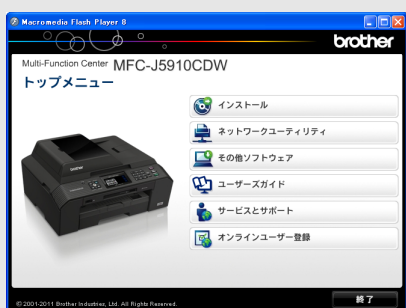 Macromedia Flash Player 8
brother
Multi-Function Center MFC-J5910CDW
トップメニュー
インストール
ネットワークユーティリティ
その他ソフトウェア
ユーザーズガイド
サービスとサポート
オンラインユーザー登録
© 2001-2011 Brother Industries, Ltd. All Rights Reserved.
終了